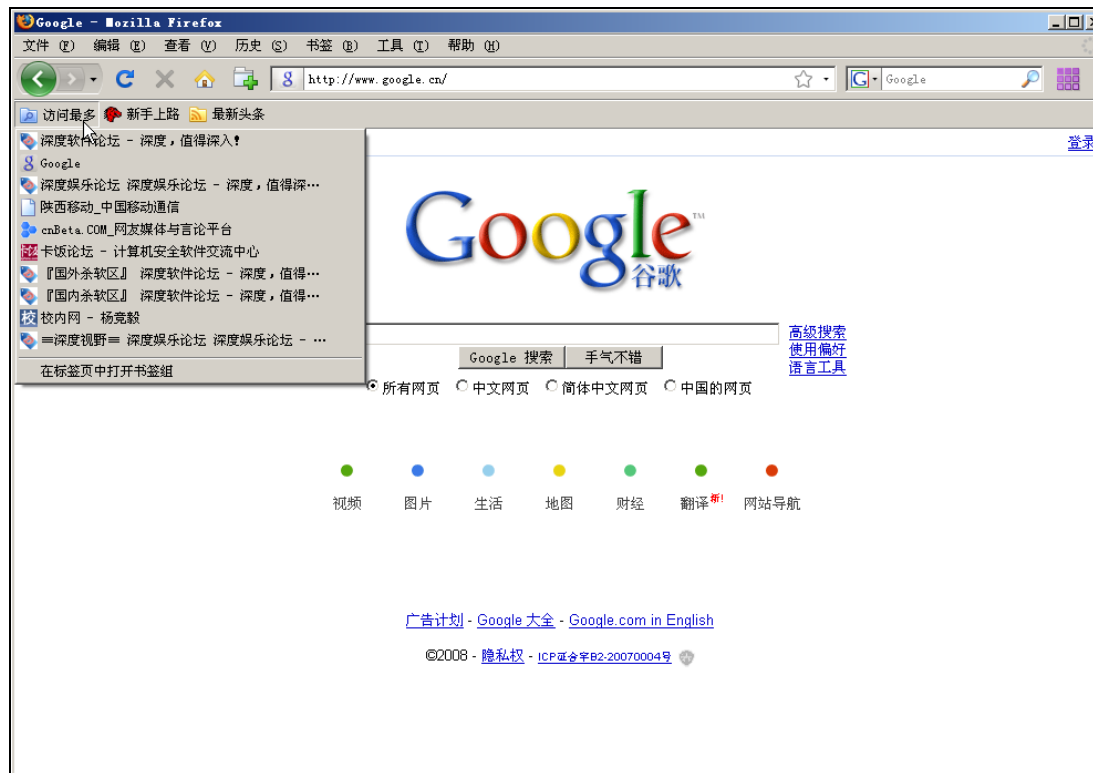 Google - Mozilla Firefox
文件 (F) 编辑 (E) 查看 (V) 历史 (S) 书签 (B) 工具 (T) 帮助 (H)
http://www.google.cn/ Google
访问最多 新手上路 最新头条
登录
深度软件论坛 - 深度，值得深入！
Google
深度娱乐论坛 深度娱乐论坛 - 深度，值得深…
陕西移动_中国移动通信
cnBeta.COM_网友媒体与言论平台
卡饭论坛 - 计算机安全软件交流中心
『国外杀软区』 深度软件论坛 - 深度，值得…
『国内杀软区』 深度软件论坛 - 深度，值得…
校内网 - 杨竞毅
═深度视野═ 深度娱乐论坛 深度娱乐论坛 - …
在标签页中打开书签组
Google™
谷歌
高级搜索
使用偏好
语言工具
Google 搜索 手气不错
所有网页 中文网页 简体中文网页 中国的网页
视频 图片 生活 地图 财经 翻译新! 网站导航
广告计划 - Google 大全 - Google.com in English
©2008 - 隐私权 - ICP证合字B2-20070004号